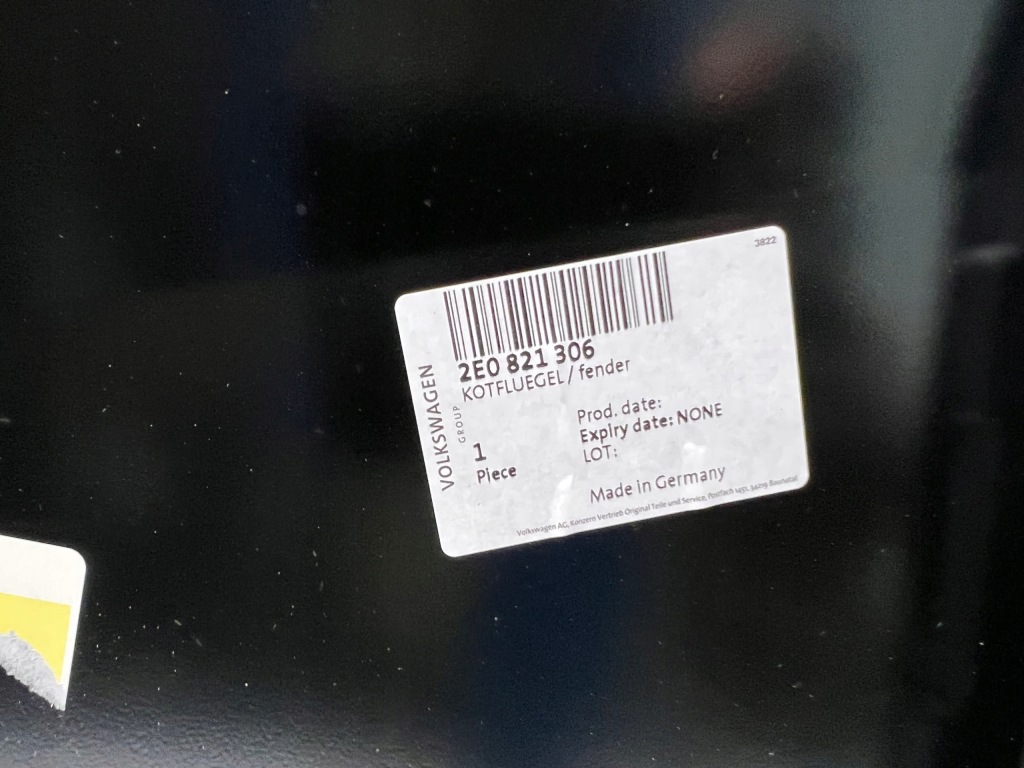 3822
2E0 821 306
KOTFLUEGEL / fender
VOLKSWAGEN
GROUP
1
Piece
Prod. date:
Expiry date: NONE
LOT:
Made in Germany
Volkswagen AG, Konzern Vertrieb Original Teile und Service, Postfach 1451, 34219 Baunatal